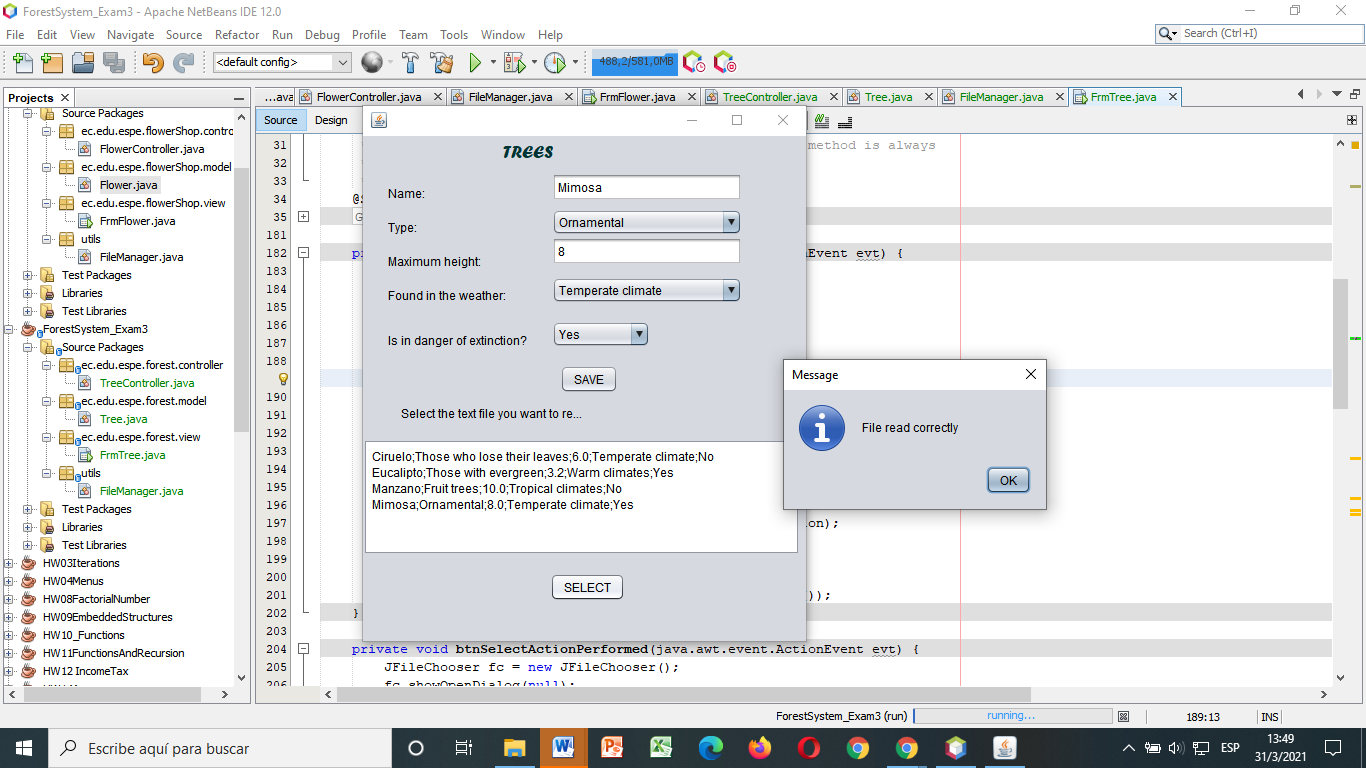 ForestSystem_Exam3 - Apache NetBeans IDE 12.0
File Edit View Navigate Source Refactor Run Debug Profile Team Tools Window Help
Search (Ctrl+I)
<default config>
488,2/581,0MB
Projects
Source Packages
ec.edu.espe.flowerShop.contro
FlowerController.java
ec.edu.espe.flowerShop.model
Flower.java
ec.edu.espe.flowerShop.view
FrmFlower.java
utils
FileManager.java
Test Packages
Libraries
Test Libraries
ForestSystem_Exam3
Source Packages
ec.edu.espe.forest.controller
TreeController.java
ec.edu.espe.forest.model
Tree.java
ec.edu.espe.forest.view
FrmTree.java
utils
FileManager.java
Test Packages
Libraries
Test Libraries
HW03Iterations
HW04Menus
HW08FactorialNumber
HW09EmbeddedStructures
HW10_Functions
HW11FunctionsAndRecursion
HW12 IncomeTax
...ava FlowerController.java FileManager.java FrmFlower.java TreeController.java Tree.java FileManager.java FrmTree.java
Source Design
31 method is always
32
33
34 @S
35 G
181
182 p nEvent evt) {
183
184
185
186
187
188
190
191
192
193
194
195
196
197 on);
198
199
200
201 ));
202 }
203
204 private void btnSelectActionPerformed(java.awt.event.ActionEvent evt) {
205 JFileChooser fc = new JFileChooser();
206 fc.showOpenDialog(null);
TREES
Name: Mimosa
Type: Ornamental
Maximum height: 8
Found in the weather: Temperate climate
Is in danger of extinction? Yes
SAVE
Select the text file you want to re...
Ciruelo;Those who lose their leaves;6.0;Temperate climate;No
Eucalipto;Those with evergreen;3.2;Warm climates;Yes
Manzano;Fruit trees;10.0;Tropical climates;No
Mimosa;Ornamental;8.0;Temperate climate;Yes
SELECT
Message
File read correctly
OK
ForestSystem_Exam3 (run) running... 189:13 INS
Escribe aquí para buscar
ESP
13:49
31/3/2021